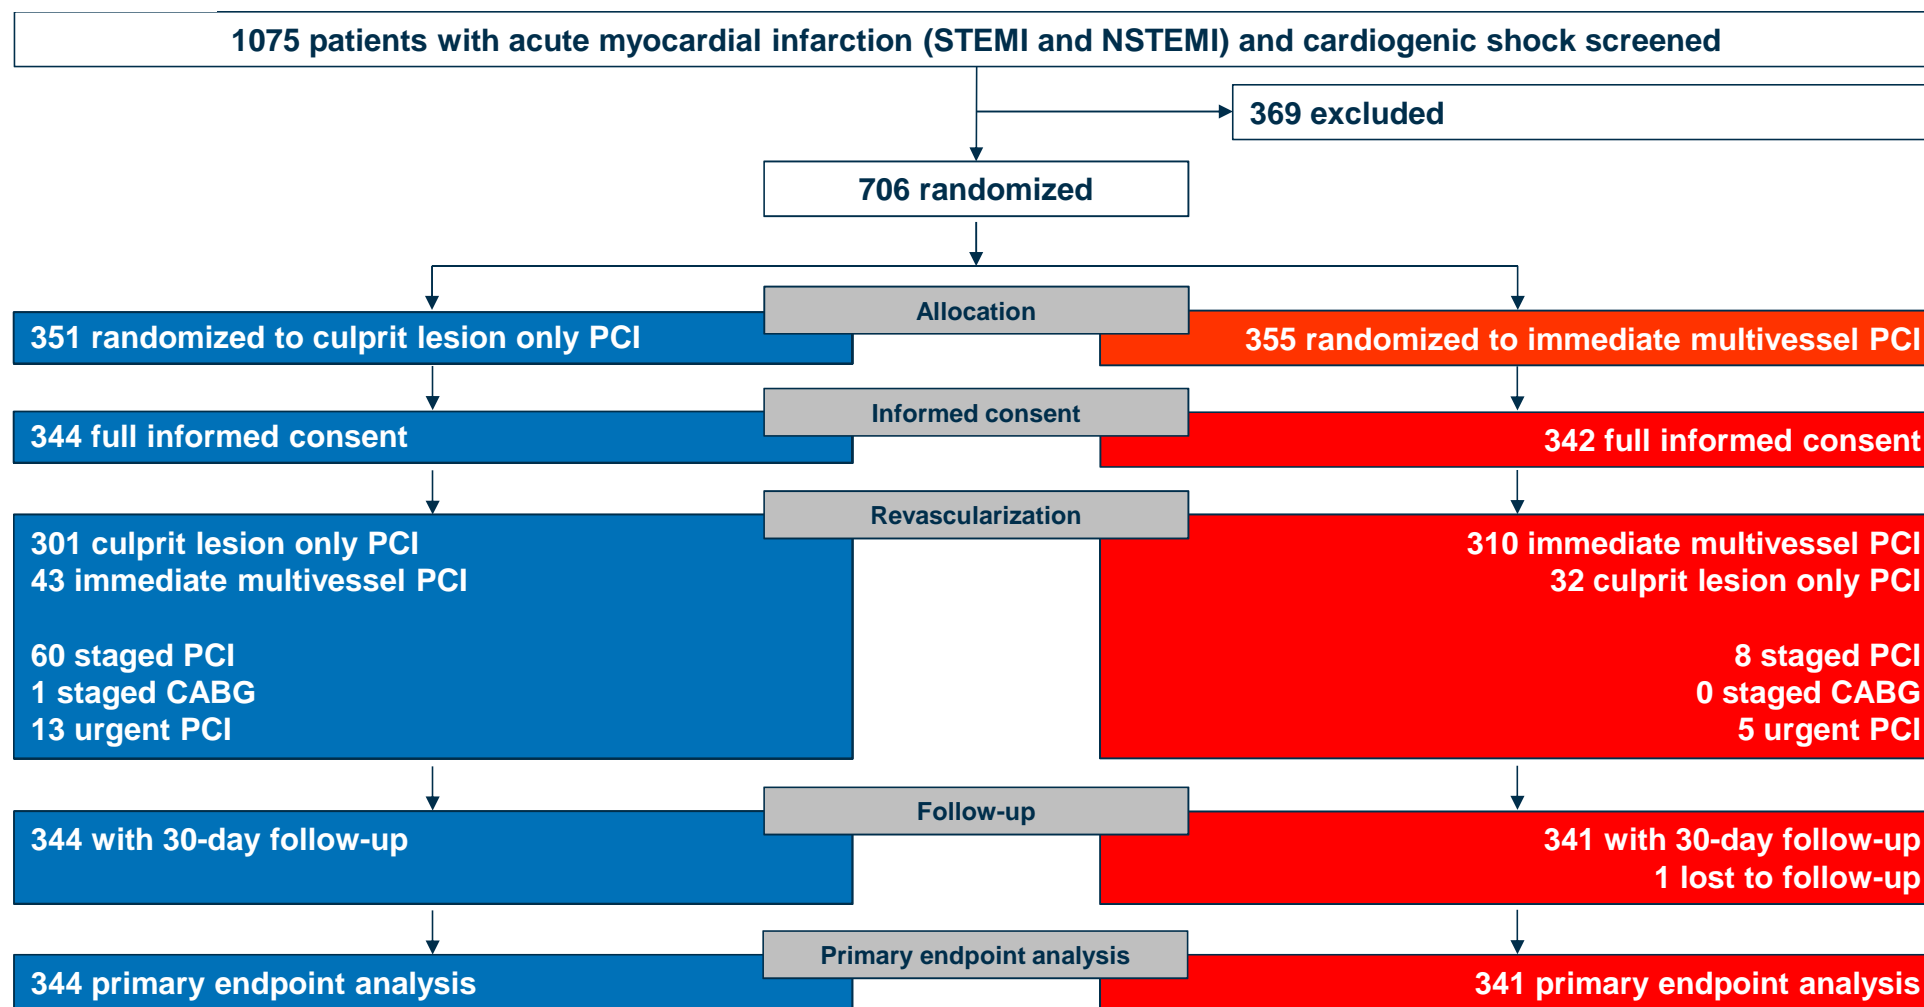 1075 patients with acute myocardial infarction (STEMI and NSTEMI) and cardiogenic shock screened
369 excluded
706 randomized
Allocation
351 randomized to culprit lesion only PCI
355 randomized to immediate multivessel PCI
Informed consent
344 full informed consent
342 full informed consent
Revascularization
301 culprit lesion only PCI
43 immediate multivessel PCI
60 staged PCI
1 staged CABG
13 urgent PCI
310 immediate multivessel PCI
32 culprit lesion only PCI
8 staged PCI
0 staged CABG
5 urgent PCI
Follow-up
344 with 30-day follow-up
341 with 30-day follow-up
1 lost to follow-up
Primary endpoint analysis
344 primary endpoint analysis
341 primary endpoint analysis